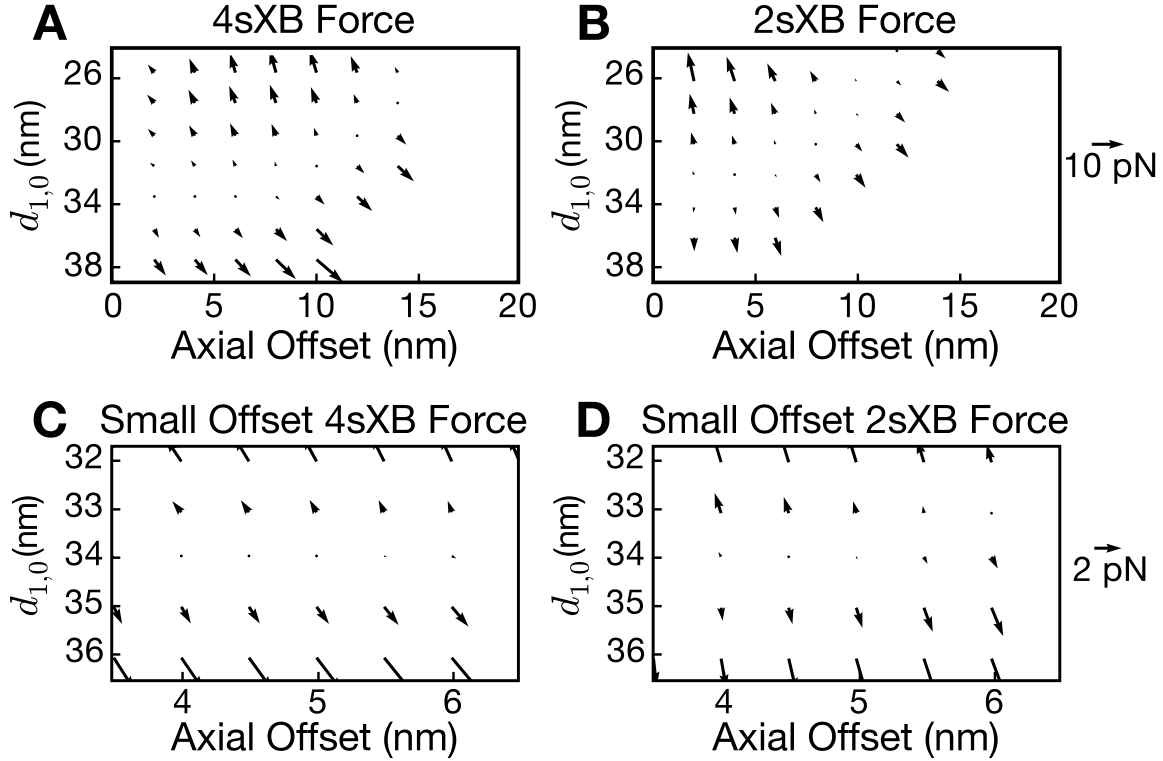 A 4sXB Force
B 2sXB Force
d1,0 (nm)
26
30
34
38
0 5 10 15 20
Axial Offset (nm)
d1,0 (nm)
26
30
34
38
0 5 10 15 20
Axial Offset (nm)
10 pN
C Small Offset 4sXB Force
D Small Offset 2sXB Force
d1,0 (nm)
32
33
34
35
36
4 5 6
Axial Offset (nm)
d1,0 (nm)
32
33
34
35
36
4 5 6
Axial Offset (nm)
2 pN